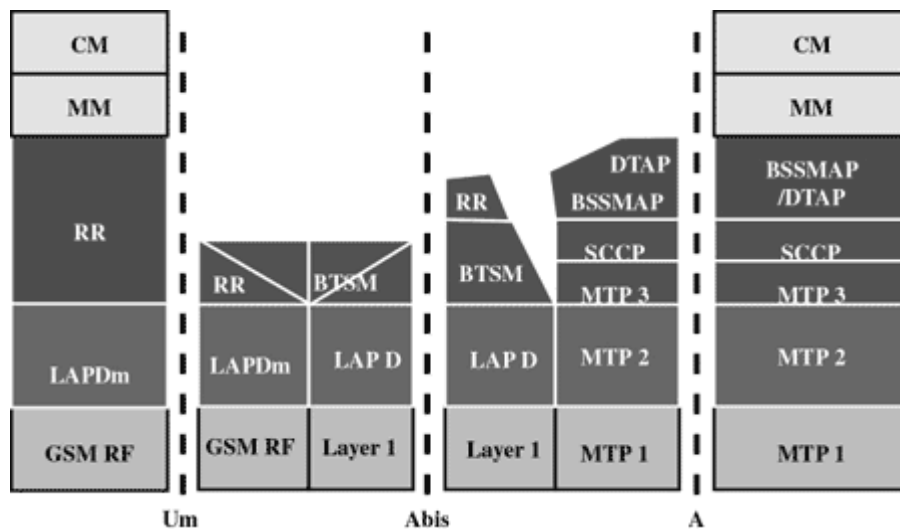 CM
MM
RR
LAPDm
GSM RF
RR
BTSM
LAPDm
LAP D
GSM RF
Layer 1
RR
BTSM
LAP D
Layer 1
DTAP
BSSMAP
SCCP
MTP 3
MTP 2
MTP 1
CM
MM
BSSMAP
/DTAP
SCCP
MTP 3
MTP 2
MTP 1
Um
Abis
A